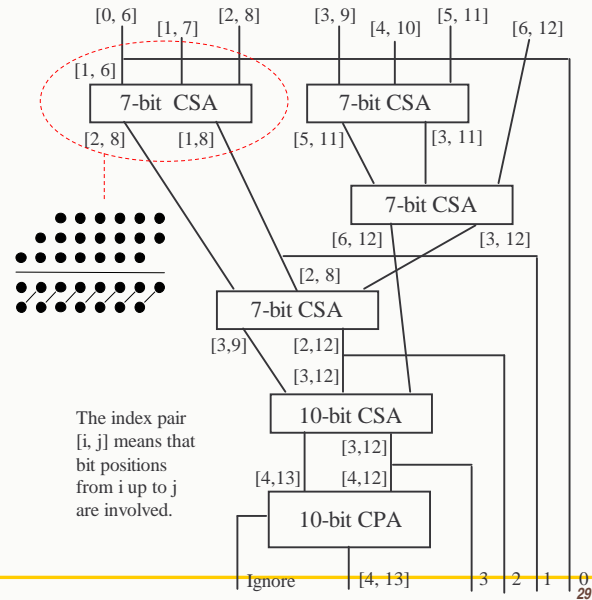 [0, 6] [2, 8] [3, 9] [5, 11]
[1, 7] [4, 10] [6, 12]
[1, 6]
7-bit CSA 7-bit CSA
[2, 8] [1,8] [5, 11] [3, 11]
7-bit CSA
[6, 12] [3, 12]
[2, 8]
7-bit CSA
[3,9] [2,12]
[3,12]
10-bit CSA
The index pair
[i, j] means that
bit positions
from i up to j
are involved.
[3,12]
[4,13] [4,12]
10-bit CPA
Ignore [4, 13] 3 2 1 0
29